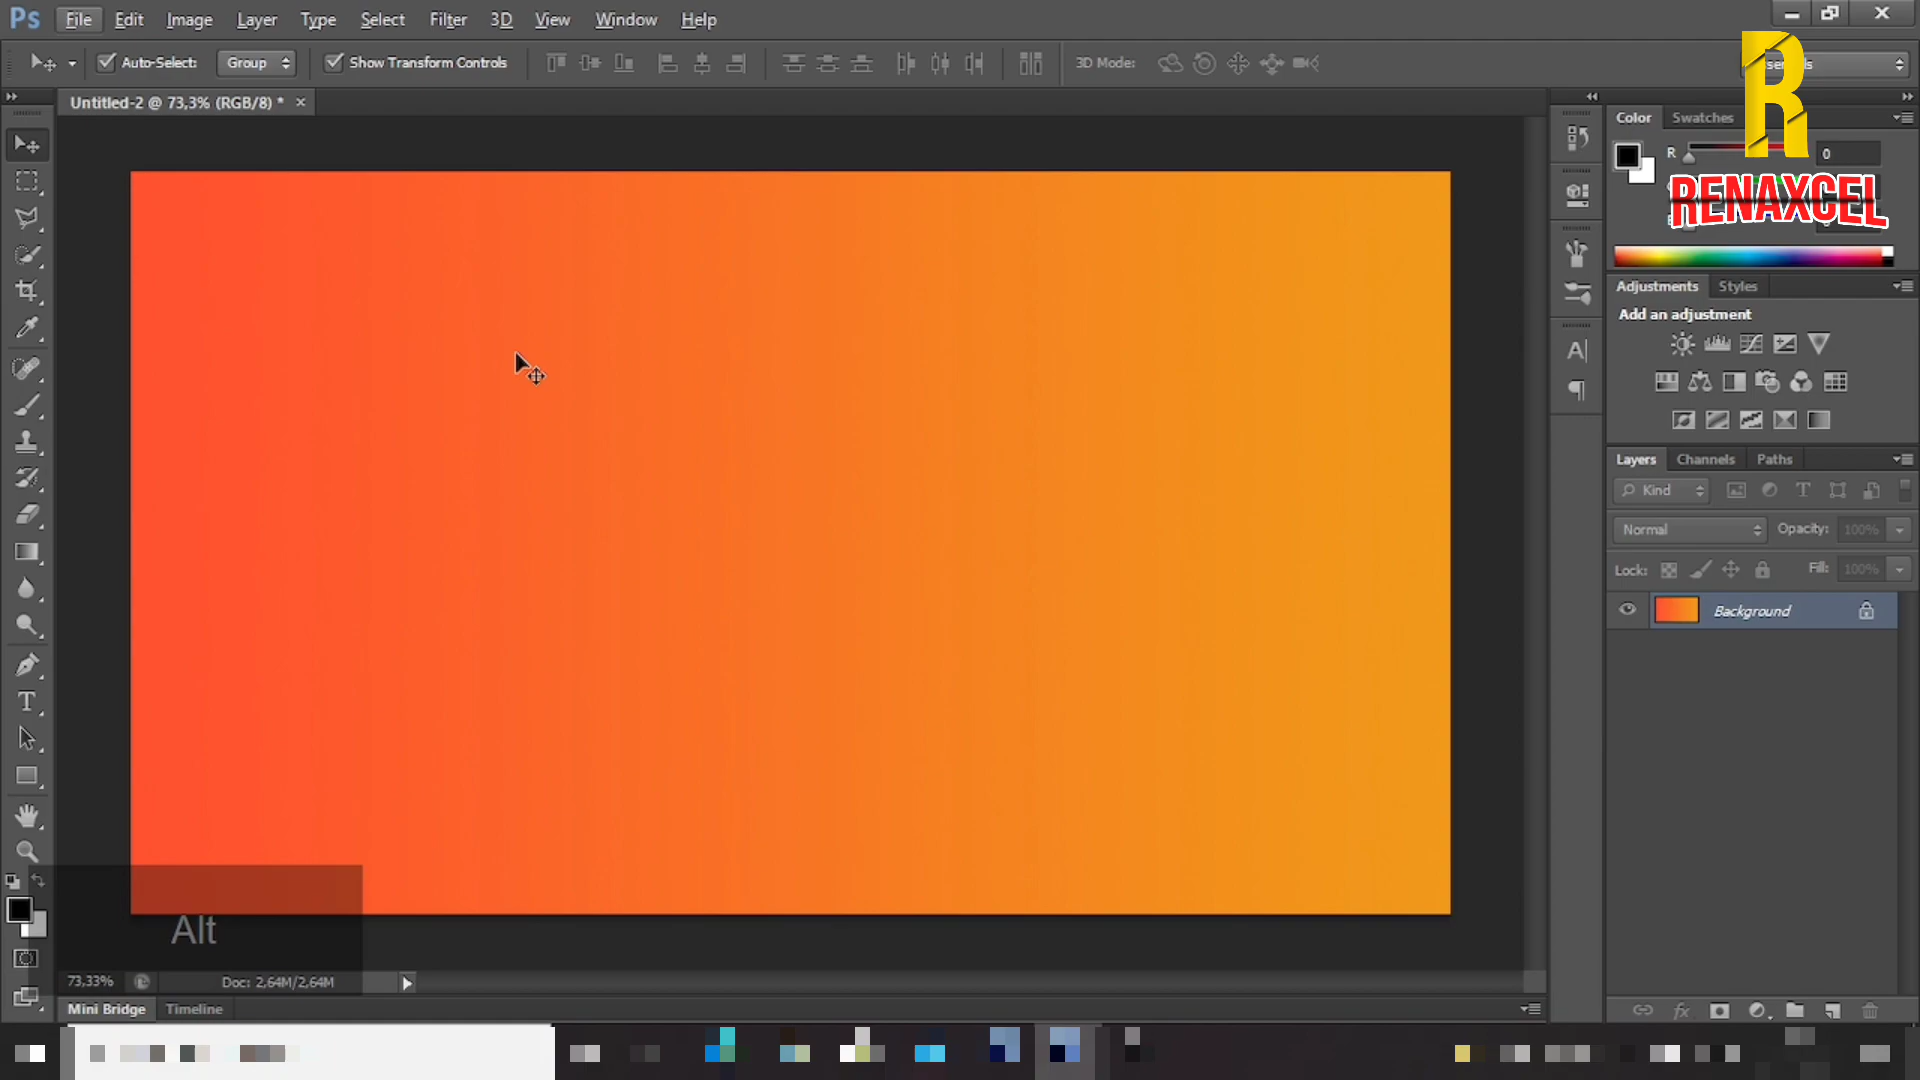 Ps File Edit Image Layer Type Select Filter 3D View Window Help
Auto-Select: Group Show Transform Controls 3D Mode:
Untitled-2 @ 73,3% (RGB/8) *
R
RENAXCEL
Color Swatches
R 0
Adjustments Styles
Add an adjustment
Layers Channels Paths
Kind
Normal Opacity: 100%
Lock: Fill: 100%
Background
Alt
73,33% Doc: 2,64M/2,64M
Mini Bridge Timeline